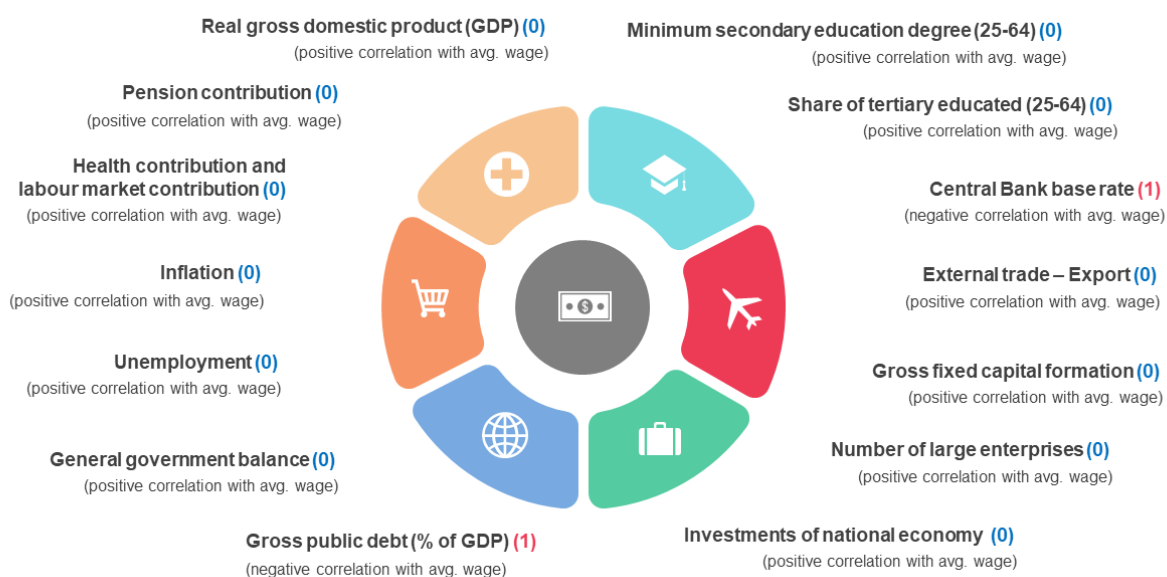 Real gross domestic product (GDP) (0)
(positive correlation with avg. wage)
Minimum secondary education degree (25-64) (0)
(positive correlation with avg. wage)
Pension contribution (0)
(positive correlation with avg. wage)
Share of tertiary educated (25-64) (0)
(positive correlation with avg. wage)
Health contribution and
labour market contribution (0)
(positive correlation with avg. wage)
Central Bank base rate (1)
(negative correlation with avg. wage)
Inflation (0)
(positive correlation with avg. wage)
External trade – Export (0)
(positive correlation with avg. wage)
Unemployment (0)
(positive correlation with avg. wage)
Gross fixed capital formation (0)
(positive correlation with avg. wage)
General government balance (0)
(positive correlation with avg. wage)
Number of large enterprises (0)
(positive correlation with avg. wage)
Gross public debt (% of GDP) (1)
(negative correlation with avg. wage)
Investments of national economy (0)
(positive correlation with avg. wage)
$